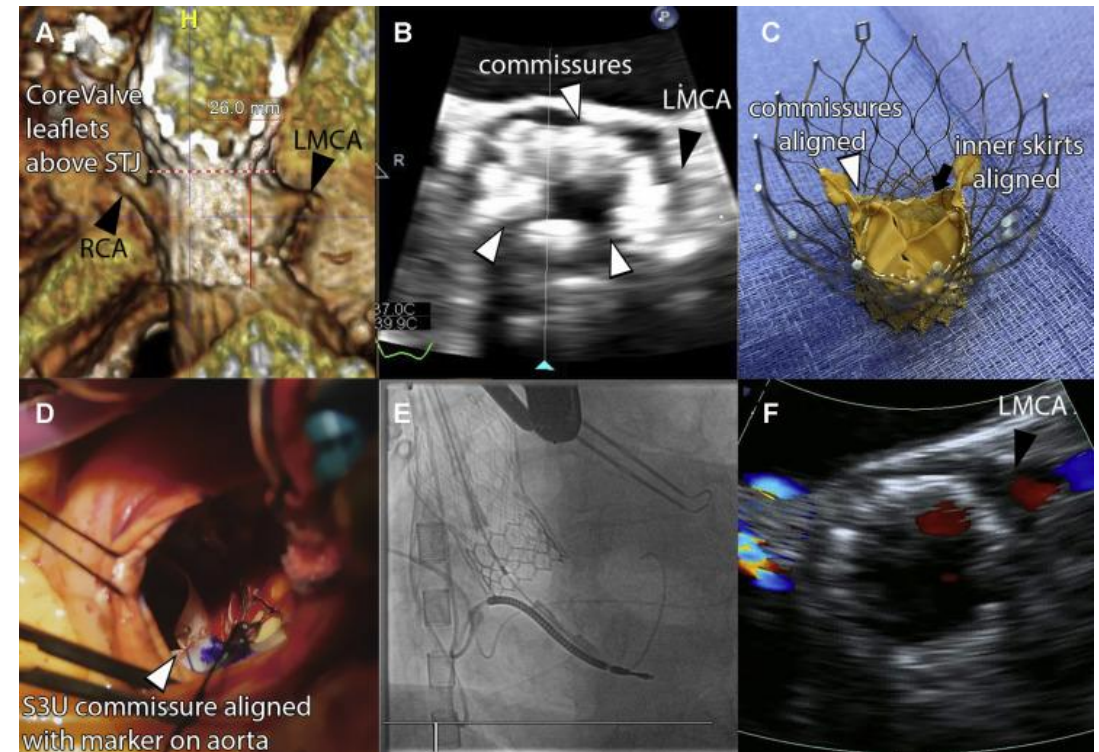 A
H
CoreValve
leaflets
above STJ
26.0 mm
LMCA
RCA
B
P
commissures
LMCA
R
37.0C
39.9C
C
commissures
aligned
inner skirts
aligned
D
S3U commissure aligned
with marker on aorta
E
F
LMCA